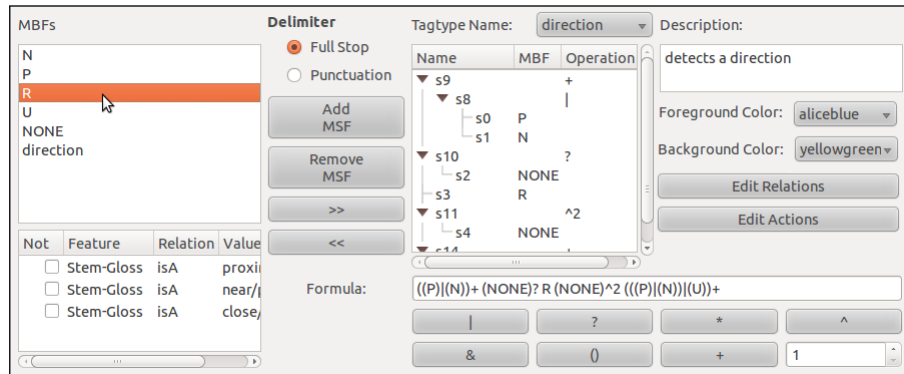 MBFs
N
P
R
U
NONE
direction
Not Feature Relation Value
Stem-Gloss isA proxi
Stem-Gloss isA near/
Stem-Gloss isA close/
Delimiter
Full Stop
Punctuation
Add
MSF
Remove
MSF
>>
<<
Formula:
Tagtype Name: direction
Name MBF Operation
s9 +
s8 |
s0 P
s1 N
s10 ?
s2 NONE
s3 R
s11 ^2
s4 NONE
s14 +
((P)|(N))+ (NONE)? R (NONE)^2 (((P)|(N))|(U))+
| ? * ^
& () + 1
Description:
detects a direction
Foreground Color: aliceblue
Background Color: yellowgreen
Edit Relations
Edit Actions